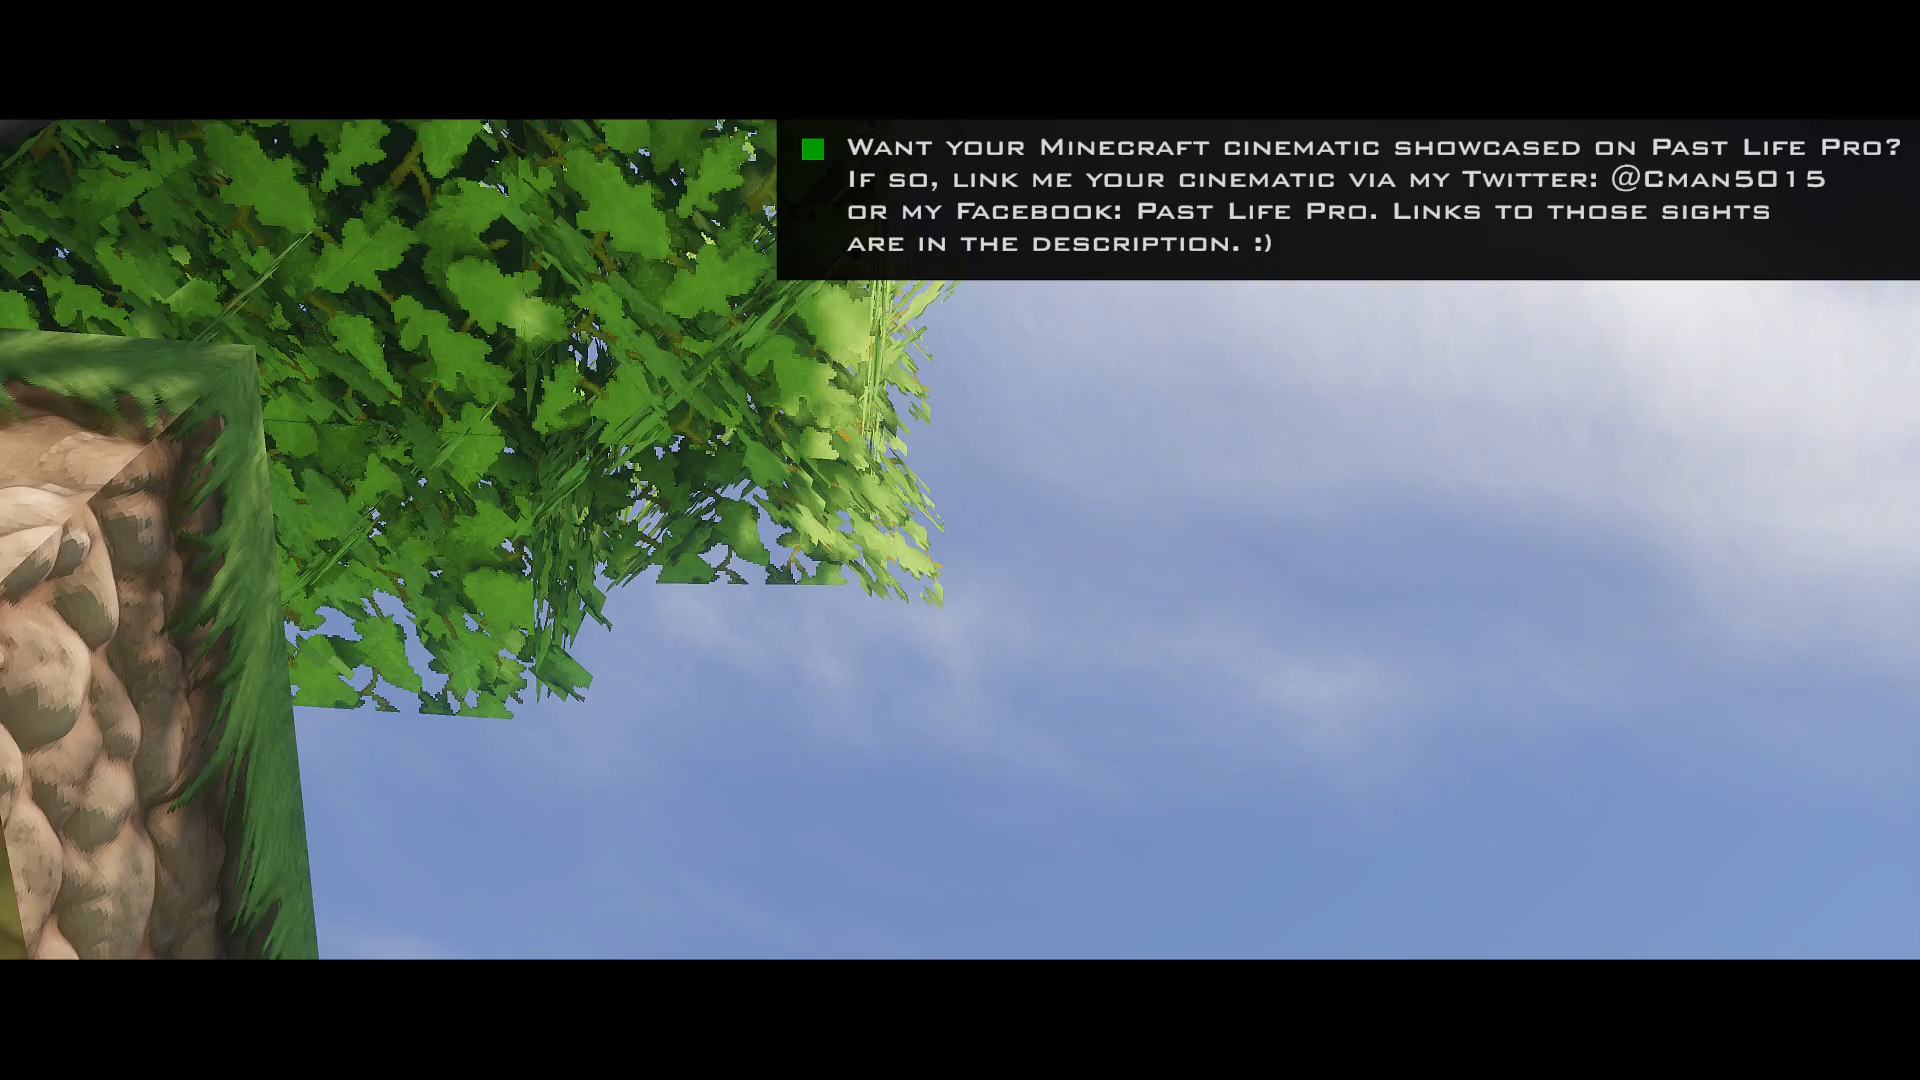 Want your Minecraft cinematic showcased on Past Life Pro?
If so, link me your cinematic via my Twitter: @Cman5015
or my Facebook: Past Life Pro. Links to those sights
are in the description. :)